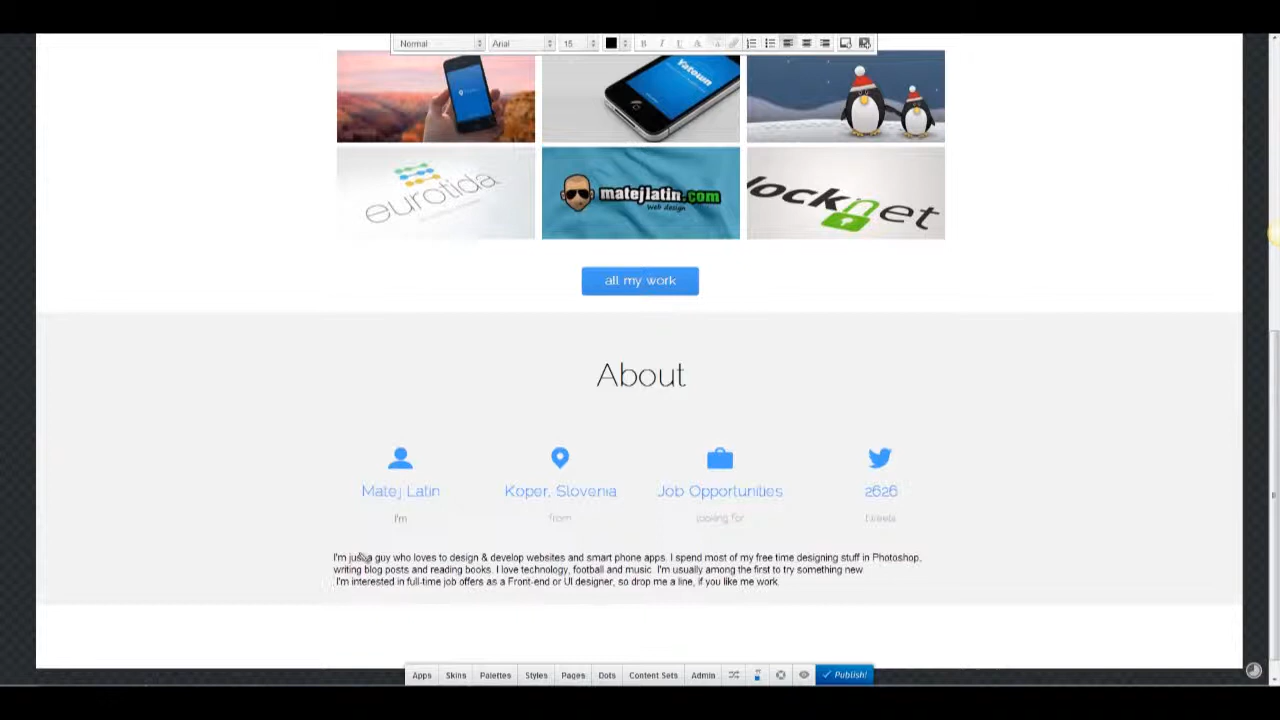 Normal Arial 15 B I U A
Yatown
eurotida
matejlatin.com
web design
locknet
all my work
About
Matej Latin Koper, Slovenia Job Opportunities 2626
I'm from looking for tweets
I'm just a guy who loves to design & develop websites and smart phone apps. I spend most of my free time designing stuff in Photoshop,
writing blog posts and reading books. I love technology, football and music. I'm usually among the first to try something new.
I'm interested in full-time job offers as a Front-end or UI designer, so drop me a line, if you like me work.
Apps Skins Palettes Styles Pages Dots Content Sets Admin Publish!